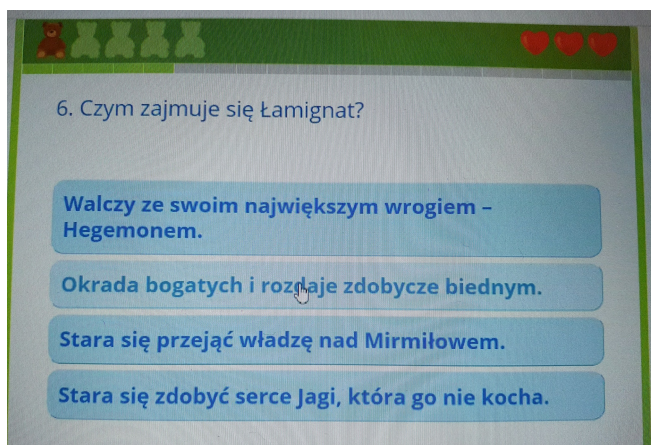 6. Czym zajmuje się Łamignat?
Walczy ze swoim największym wrogiem –
Hegemonem.
Okrada bogatych i rozdaje zdobycze biednym.
Stara się przejąć władzę nad Mirmiłowem.
Stara się zdobyć serce Jagi, która go nie kocha.